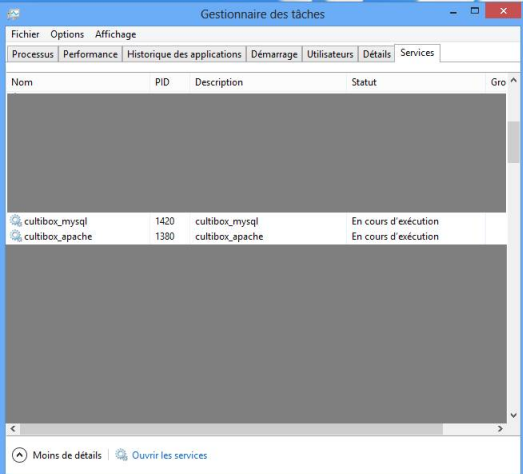 Gestionnaire des tâches
Fichier Options Affichage
Processus Performance Historique des applications Démarrage Utilisateurs Détails Services
Nom PID Description Statut Gro
cultibox_mysql 1420 cultibox_mysql En cours d'exécution
cultibox_apache 1380 cultibox_apache En cours d'exécution
Moins de détails Ouvrir les services